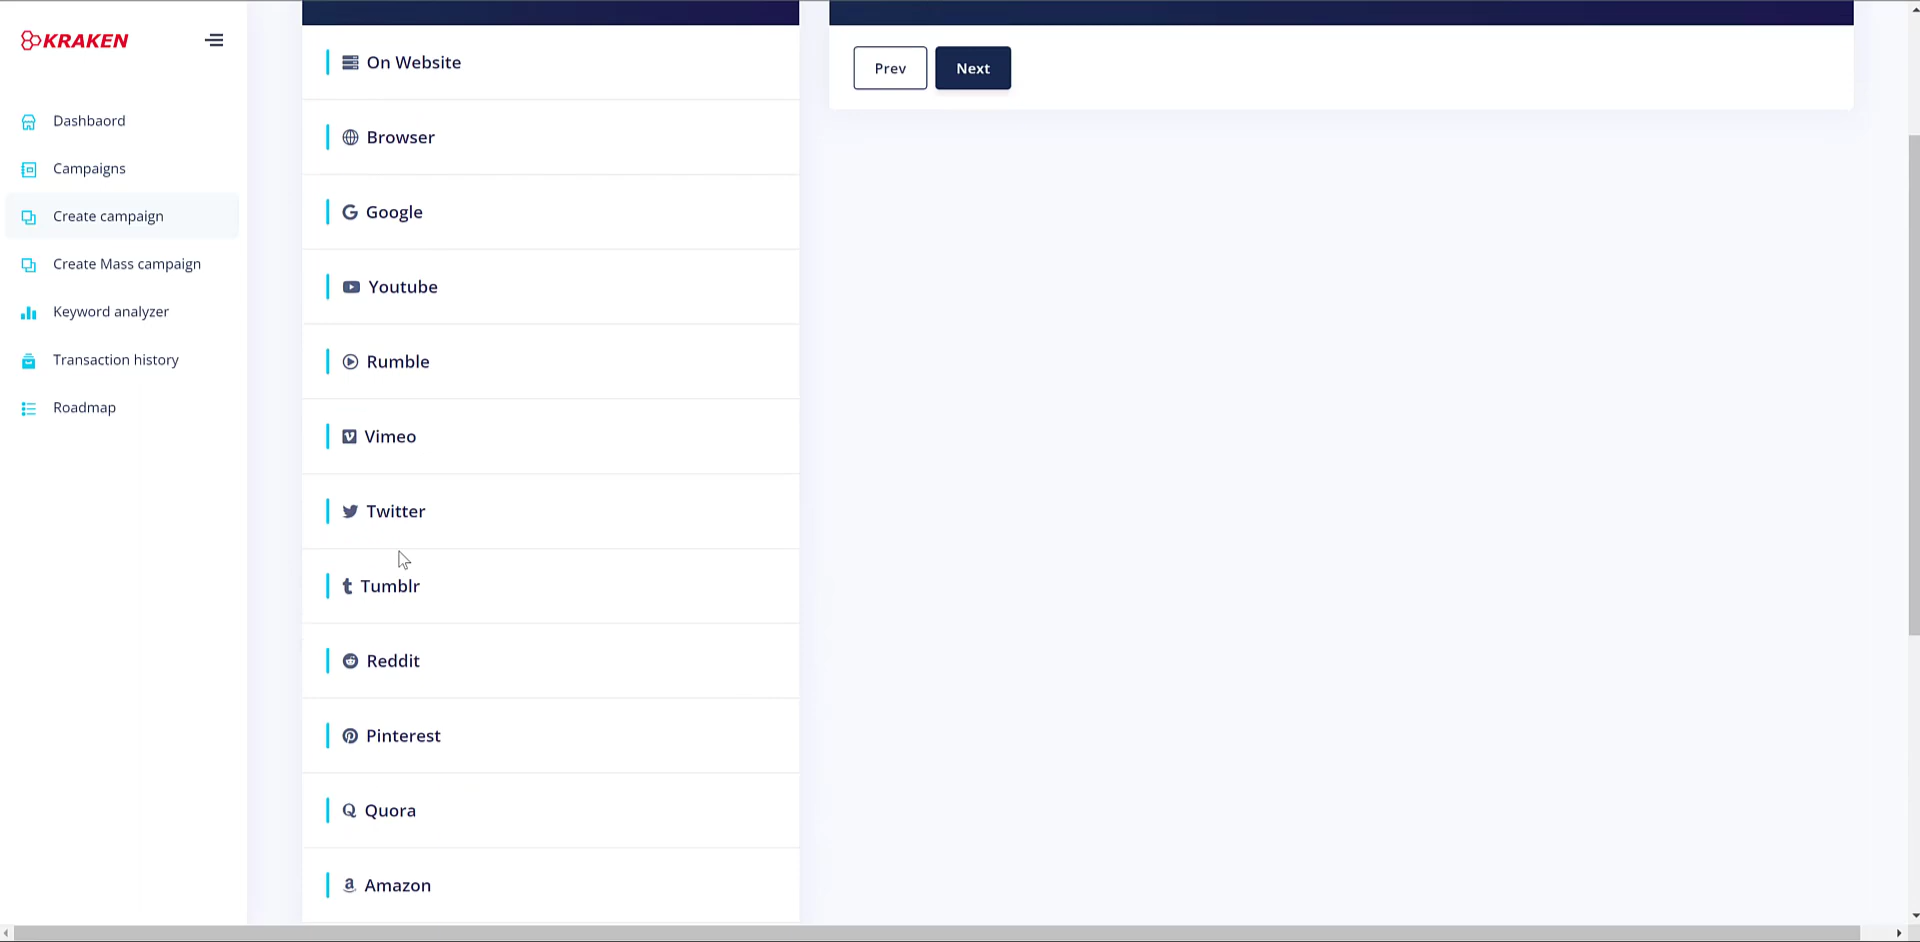 KRAKEN
Dashbaord
Campaigns
Create campaign
Create Mass campaign
Keyword analyzer
Transaction history
Roadmap
On Website
Browser
Google
Youtube
Rumble
Vimeo
Twitter
Tumblr
Reddit
Pinterest
Quora
Amazon
Prev
Next